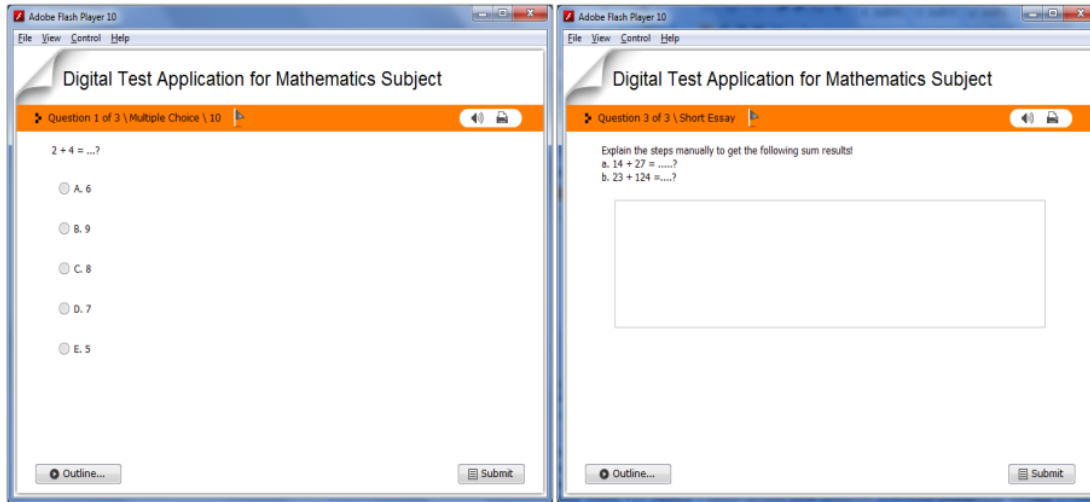 Adobe Flash Player 10
File View Control Help
Digital Test Application for Mathematics Subject
Question 1 of 3 \ Multiple Choice \ 10
2 + 4 = ...?
A. 6
B. 9
C. 8
D. 7
E. 5
Outline...
Submit
Adobe Flash Player 10
File View Control Help
Digital Test Application for Mathematics Subject
Question 3 of 3 \ Short Essay
Explain the steps manually to get the following sum results!
a. 14 + 27 = .....?
b. 23 + 124 =....?
Outline...
Submit